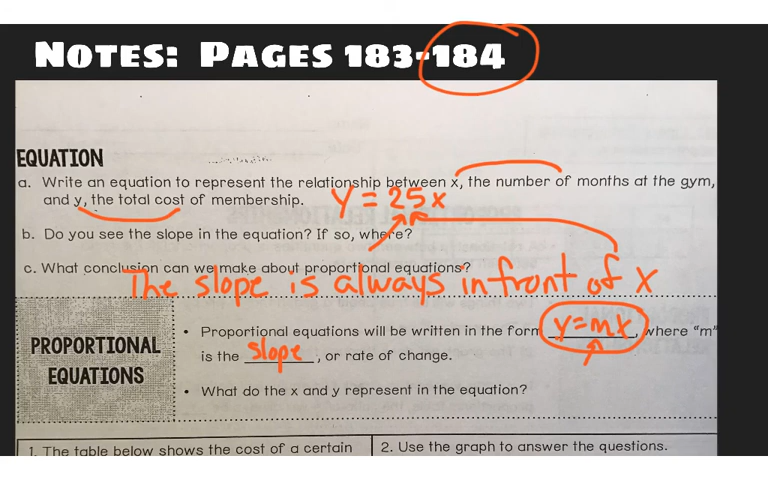 NOTES: PAGES 183-184
EQUATION
a. Write an equation to represent the relationship between x, the number of months at the gym,
and y, the total cost of membership. Y = 25x
b. Do you see the slope in the equation? If so, where?
c. What conclusion can we make about proportional equations?
The slope is always in front of x
PROPORTIONAL
EQUATIONS
• Proportional equations will be written in the form y=mx, where "m"
is the slope, or rate of change.
• What do the x and y represent in the equation?
1. The table below shows the cost of a certain
2. Use the graph to answer the questions.